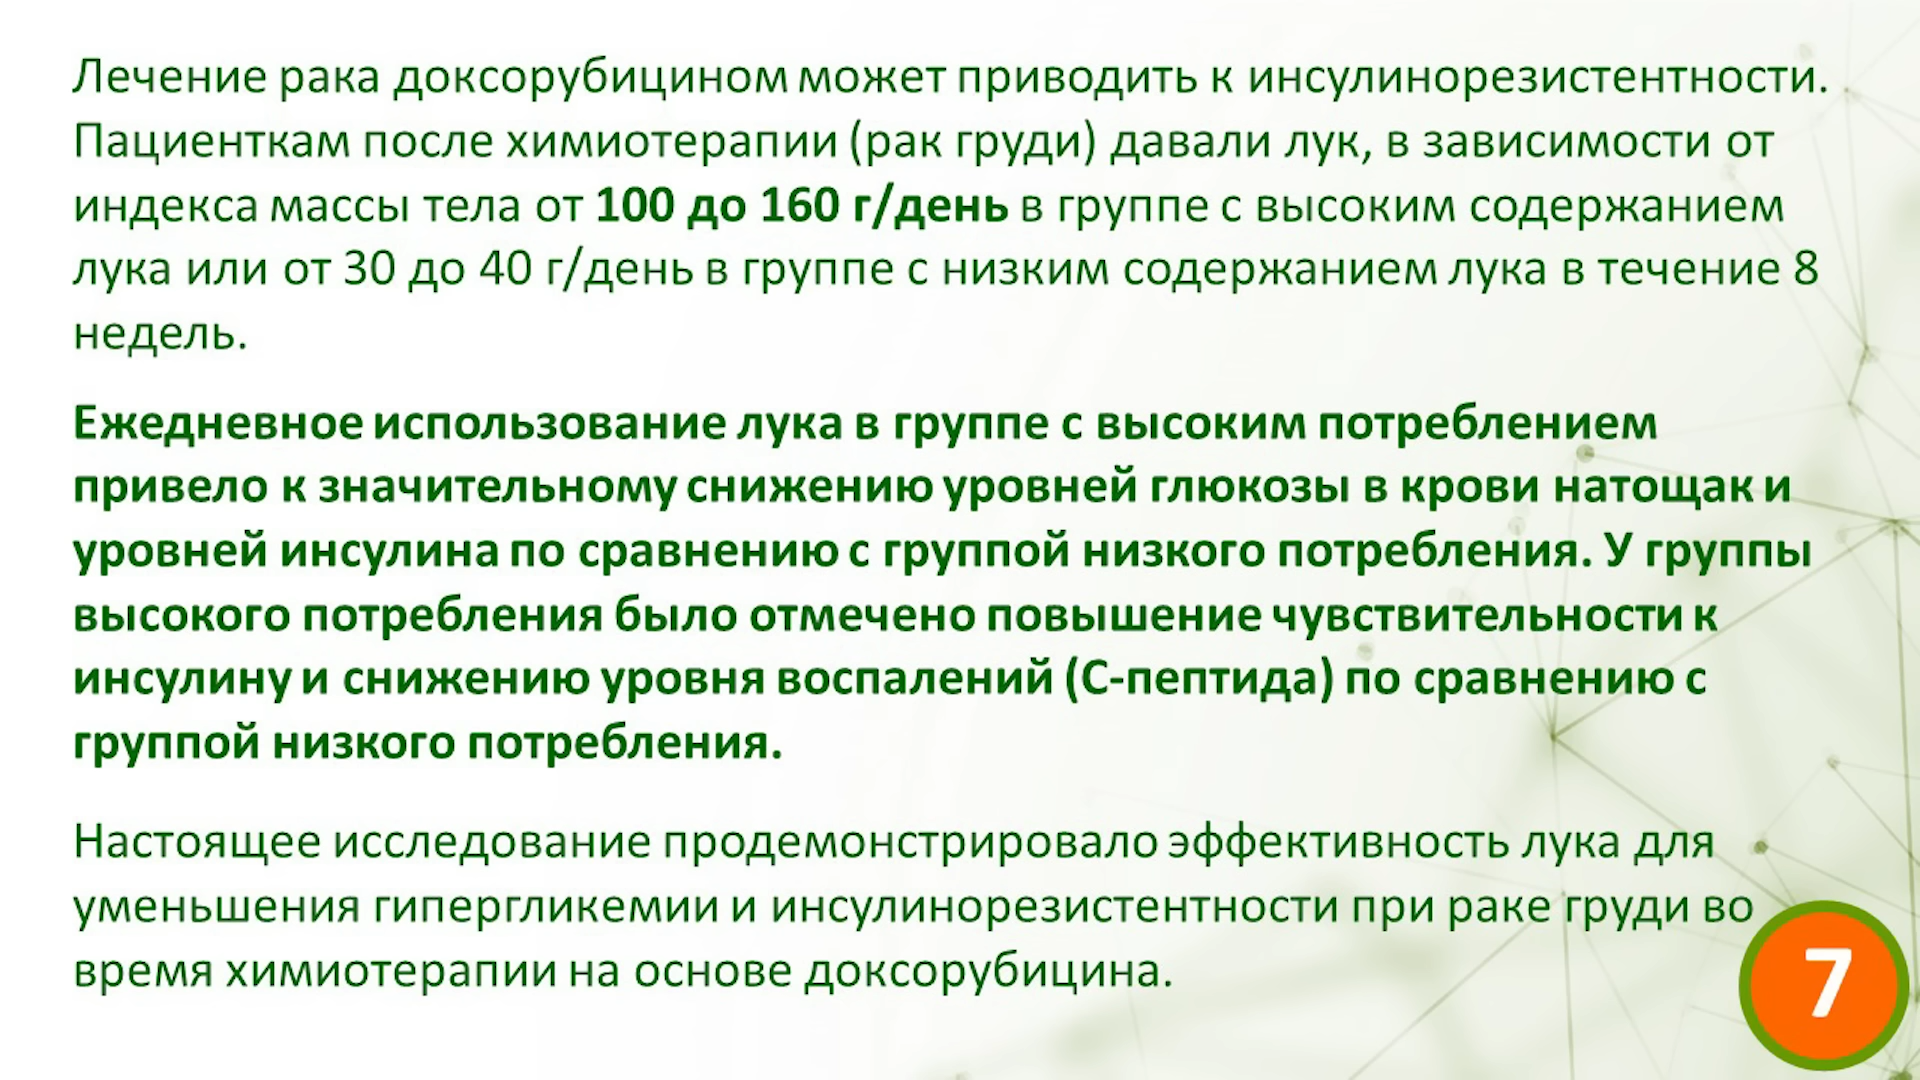 Лечение рака доксорубицином может приводить к инсулинорезистентности.
Пациенткам после химиотерапии (рак груди) давали лук, в зависимости от
индекса массы тела от 100 до 160 г/день в группе с высоким содержанием
лука или от 30 до 40 г/день в группе с низким содержанием лука в течение 8
недель.
Ежедневное использование лука в группе с высоким потреблением
привело к значительному снижению уровней глюкозы в крови натощак и
уровней инсулина по сравнению с группой низкого потребления. У группы
высокого потребления было отмечено повышение чувствительности к
инсулину и снижению уровня воспалений (С-пептида) по сравнению с
группой низкого потребления.
Настоящее исследование продемонстрировало эффективность лука для
уменьшения гипергликемии и инсулинорезистентности при раке груди во
время химиотерапии на основе доксорубицина.
7